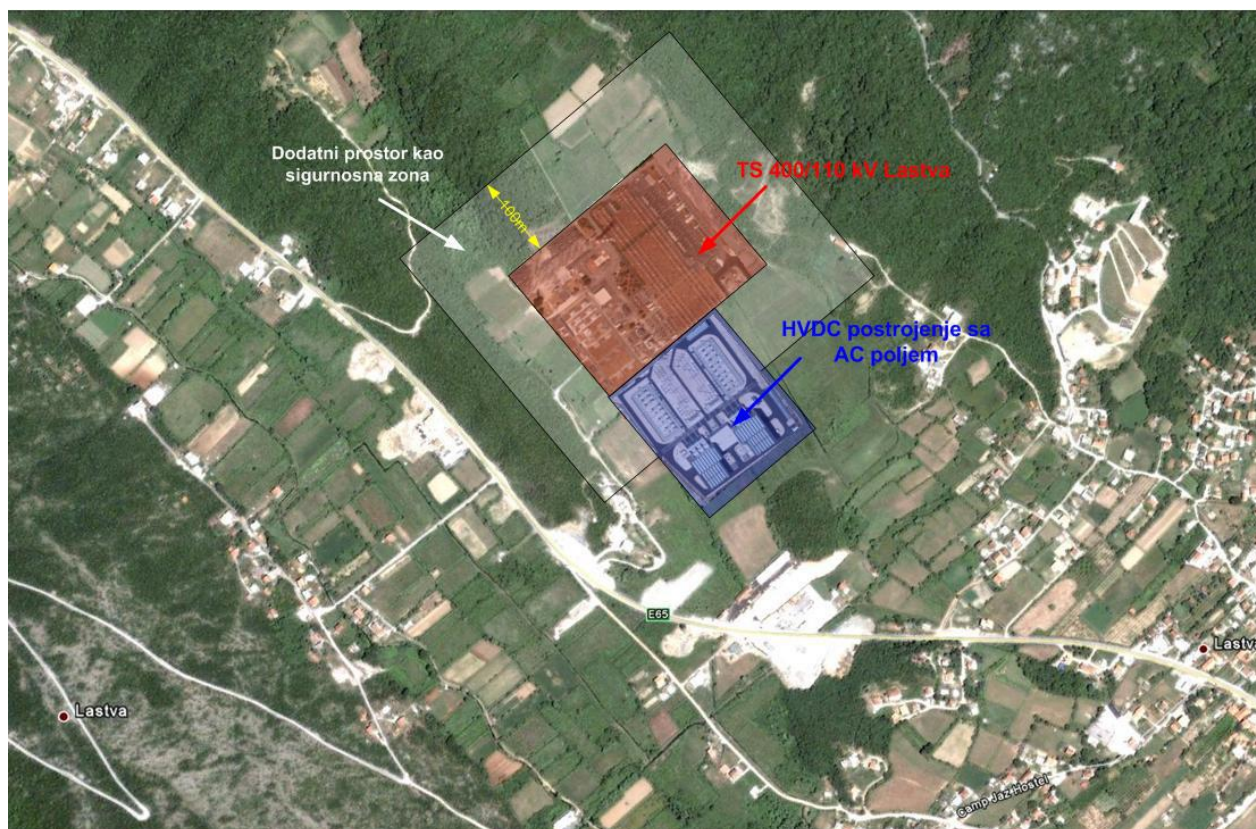 Dodatni prostor kao
sigurnosna zona
100m
TS 400/110 kV Lastva
HVDC postrojenje sa
AC poljem
E65
Lastva
Lastva
Camp Jaz Hostel